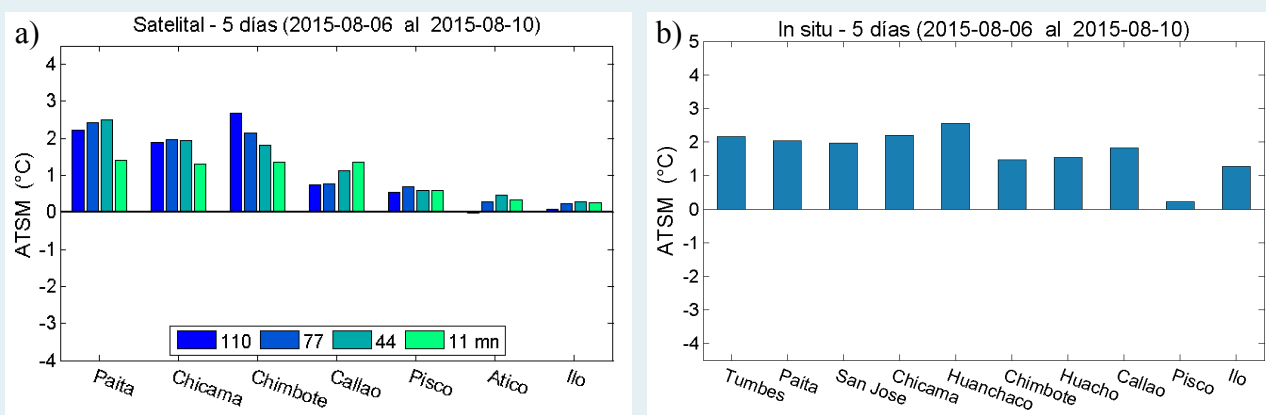 a)
Satelital - 5 días (2015-08-06 al 2015-08-10)
ATSM (°C)
4
3
2
1
0
-1
-2
-3
-4
110 77 44 11 mn
Paita Chicama Chimbote Callao Pisco Atico Ilo
b)
In situ - 5 días (2015-08-06 al 2015-08-10)
ATSM (°C)
5
4
3
2
1
0
-1
-2
-3
-4
Tumbes Paita San Jose Chicama Huanchaco Chimbote Huacho Callao Pisco Ilo